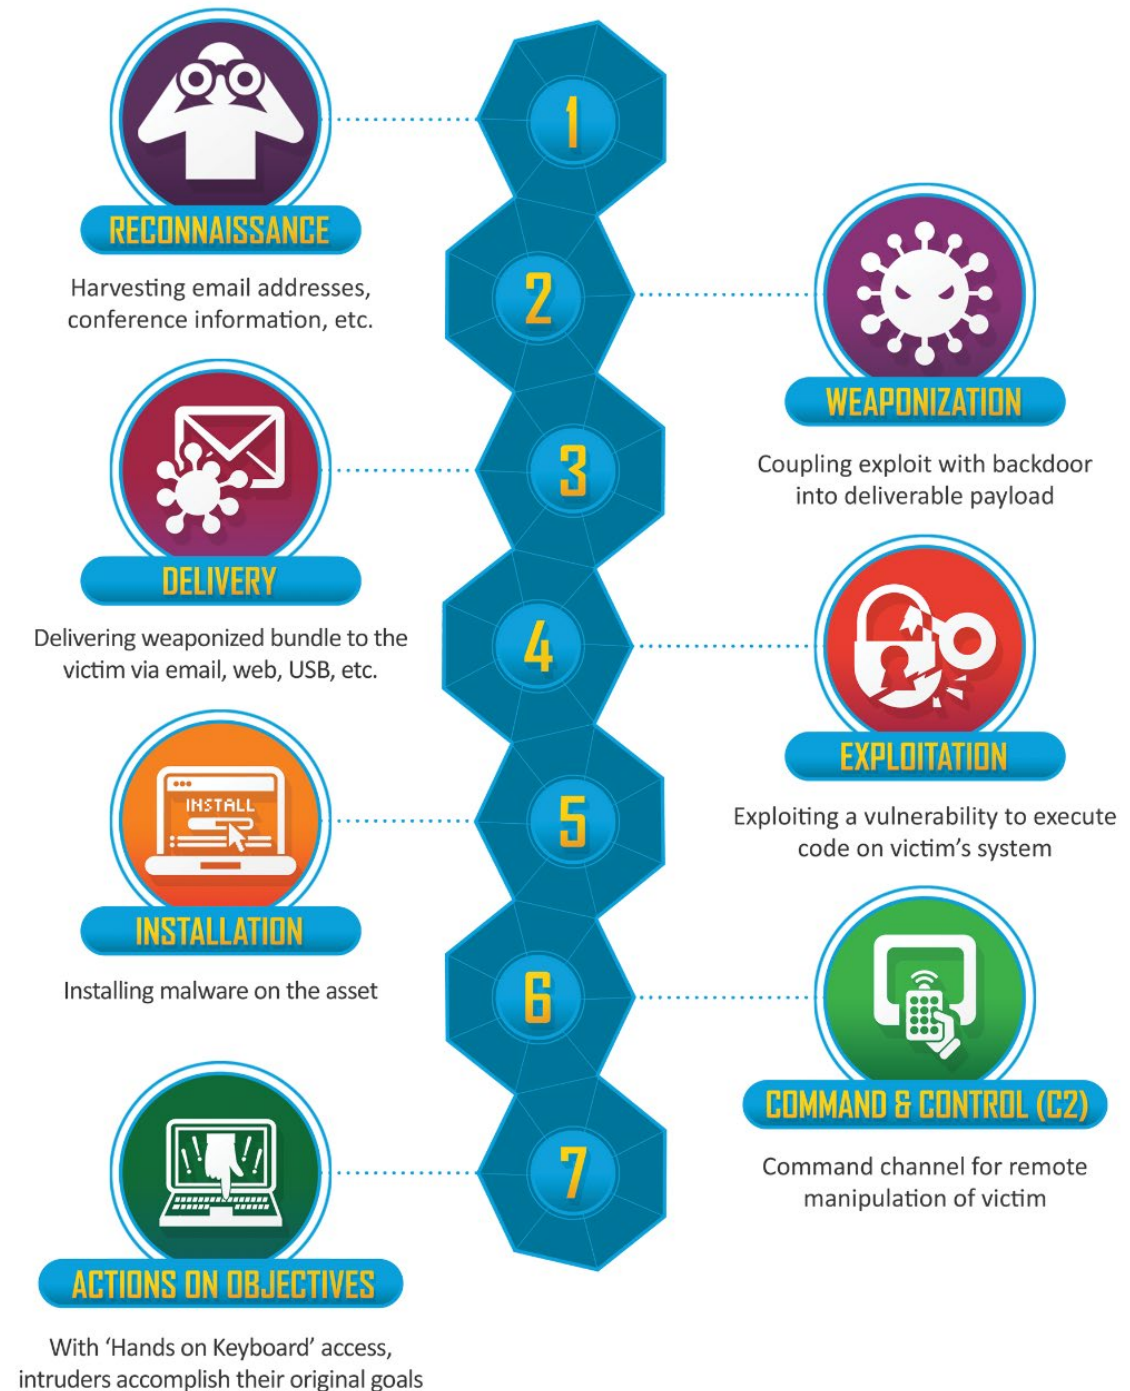 1
RECONNAISSANCE
Harvesting email addresses,
conference information, etc.
2
WEAPONIZATION
Coupling exploit with backdoor
into deliverable payload
3
DELIVERY
Delivering weaponized bundle to the
victim via email, web, USB, etc.
4
EXPLOITATION
Exploiting a vulnerability to execute
code on victim’s system
5
INSTALL
INSTALLATION
Installing malware on the asset
6
COMMAND & CONTROL (C2)
Command channel for remote
manipulation of victim
7
! ! ! !
ACTIONS ON OBJECTIVES
With ‘Hands on Keyboard’ access,
intruders accomplish their original goals